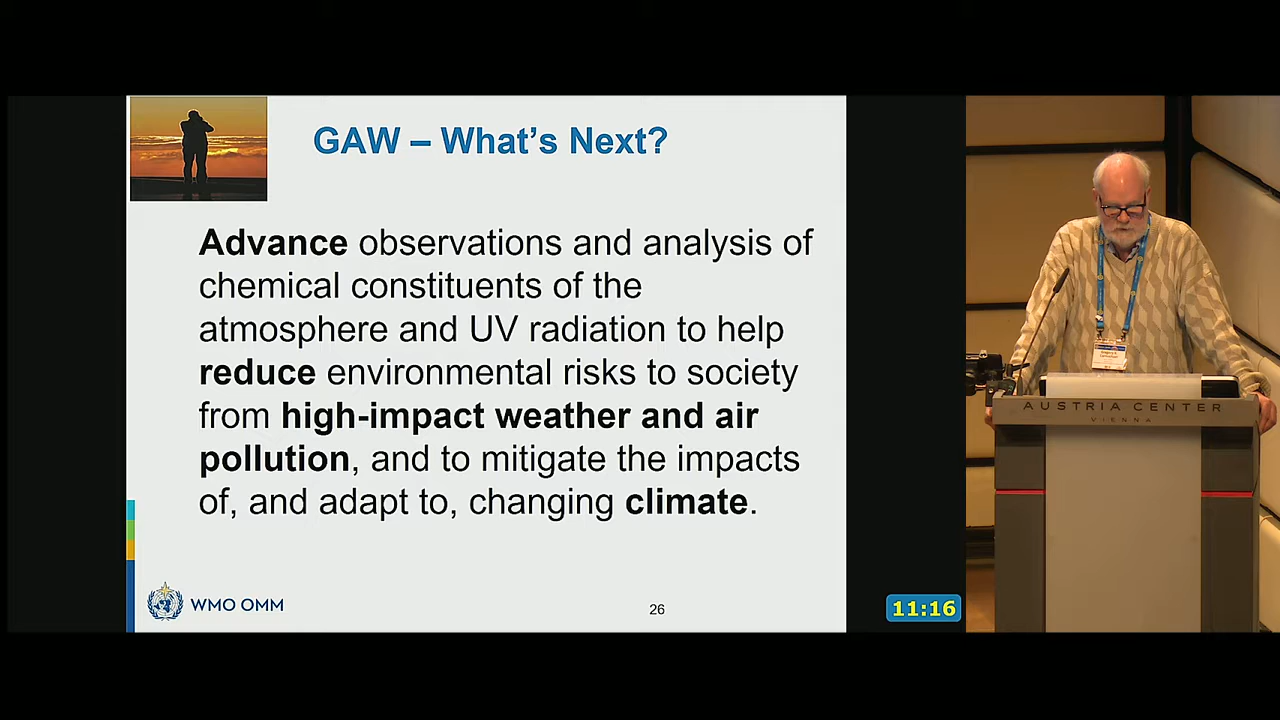 GAW – What's Next?
Advance observations and analysis of
chemical constituents of the
atmosphere and UV radiation to help
reduce environmental risks to society
from high-impact weather and air
pollution, and to mitigate the impacts
of, and adapt to, changing climate.
WMO OMM
26
11:16
AUSTRIA CENTER
VIENNA